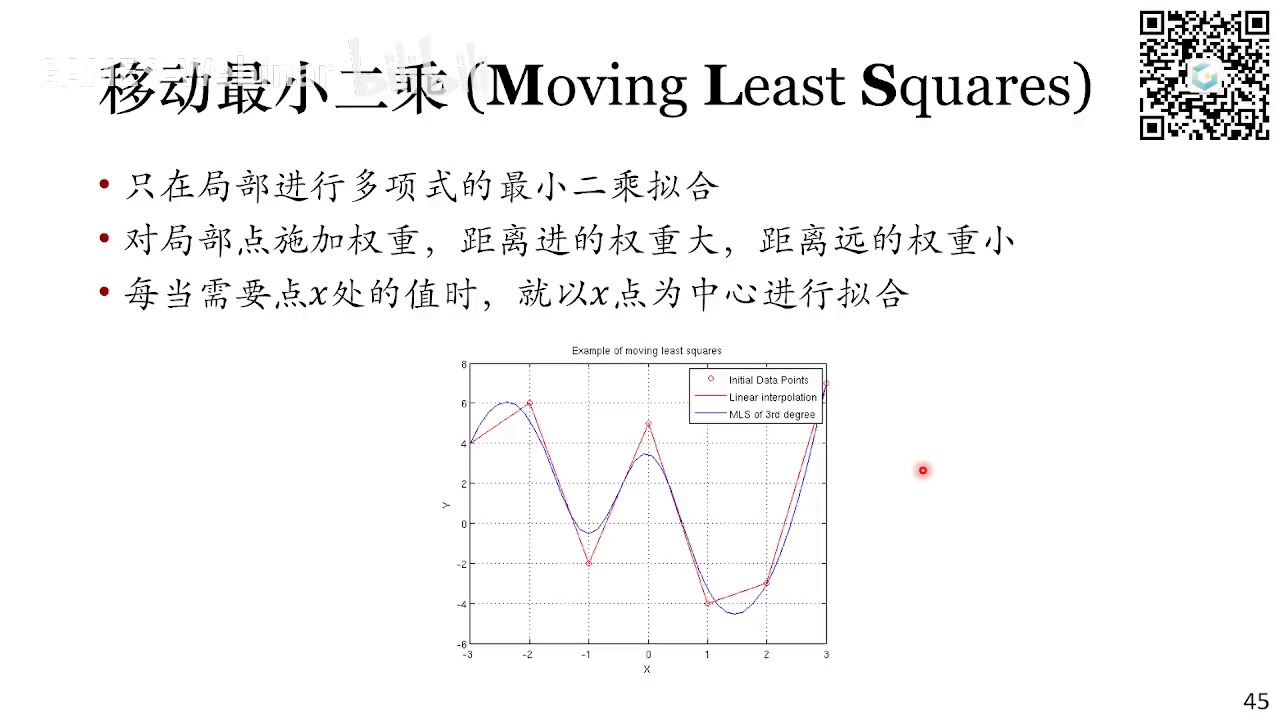 移动最小二乘 (Moving Least Squares)
• 只在局部进行多项式的最小二乘拟合
• 对局部点施加权重，距离进的权重大，距离远的权重小
• 每当需要点x处的值时，就以x点为中心进行拟合
Example of moving least squares
Initial Data Points
Linear interpolation
MLS of 3rd degree
8
6
4
2
0
-2
-4
-6
Y
-3 -2 -1 0 1 2 3
X
45